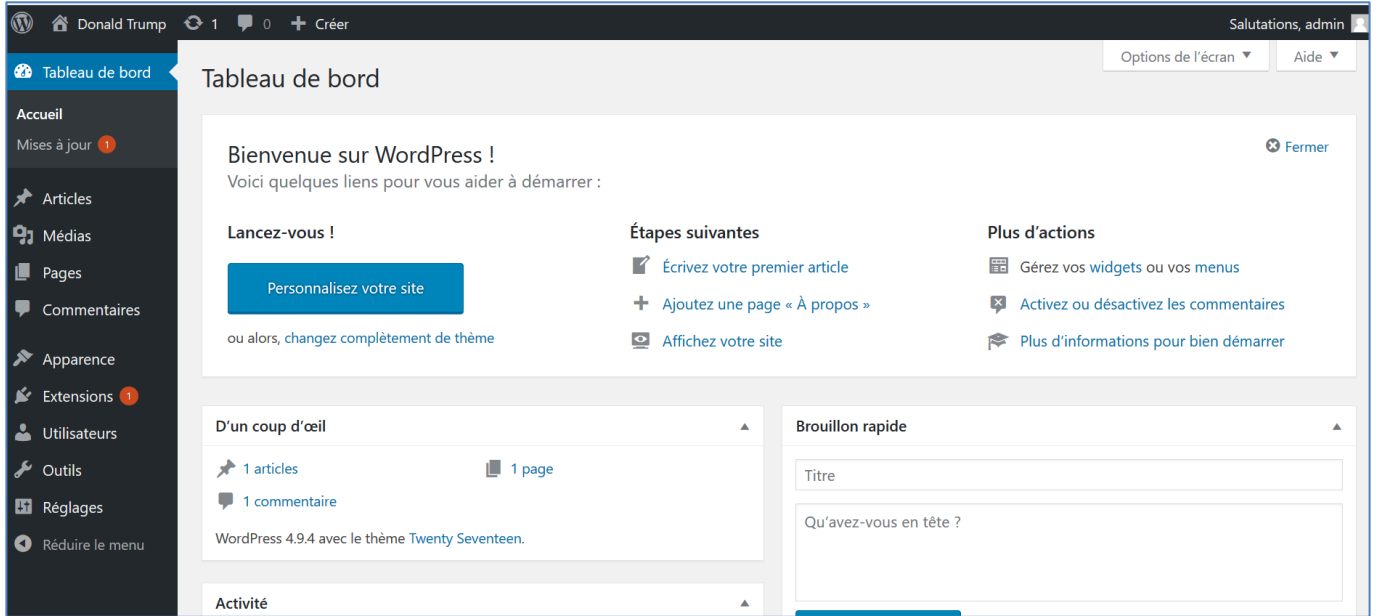 Donald Trump 1 0 Créer Salutations, admin
Tableau de bord
Accueil
Mises à jour 1
Articles
Médias
Pages
Commentaires
Apparence
Extensions 1
Utilisateurs
Outils
Réglages
Réduire le menu
Options de l'écran ▼ Aide ▼
Tableau de bord
Bienvenue sur WordPress !
Fermer
Voici quelques liens pour vous aider à démarrer :
Lancez-vous !
Personnalisez votre site
ou alors, changez complètement de thème
Étapes suivantes
Écrivez votre premier article
Ajoutez une page « À propos »
Affichez votre site
Plus d'actions
Gérez vos widgets ou vos menus
Activez ou désactivez les commentaires
Plus d'informations pour bien démarrer
D'un coup d'œil
1 articles 1 page
1 commentaire
WordPress 4.9.4 avec le thème Twenty Seventeen.
Activité
Brouillon rapide
Titre
Qu'avez-vous en tête ?